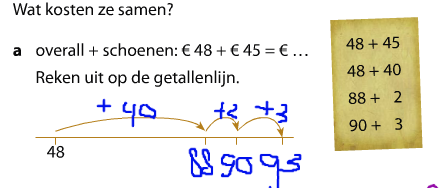 Wat kosten ze samen?
a overall + schoenen: € 48 + € 45 = € ...
Reken uit op de getallenlijn.
+ 40 +2 +3
48 88 90 93
48 + 45
48 + 40
88 + 2
90 + 3